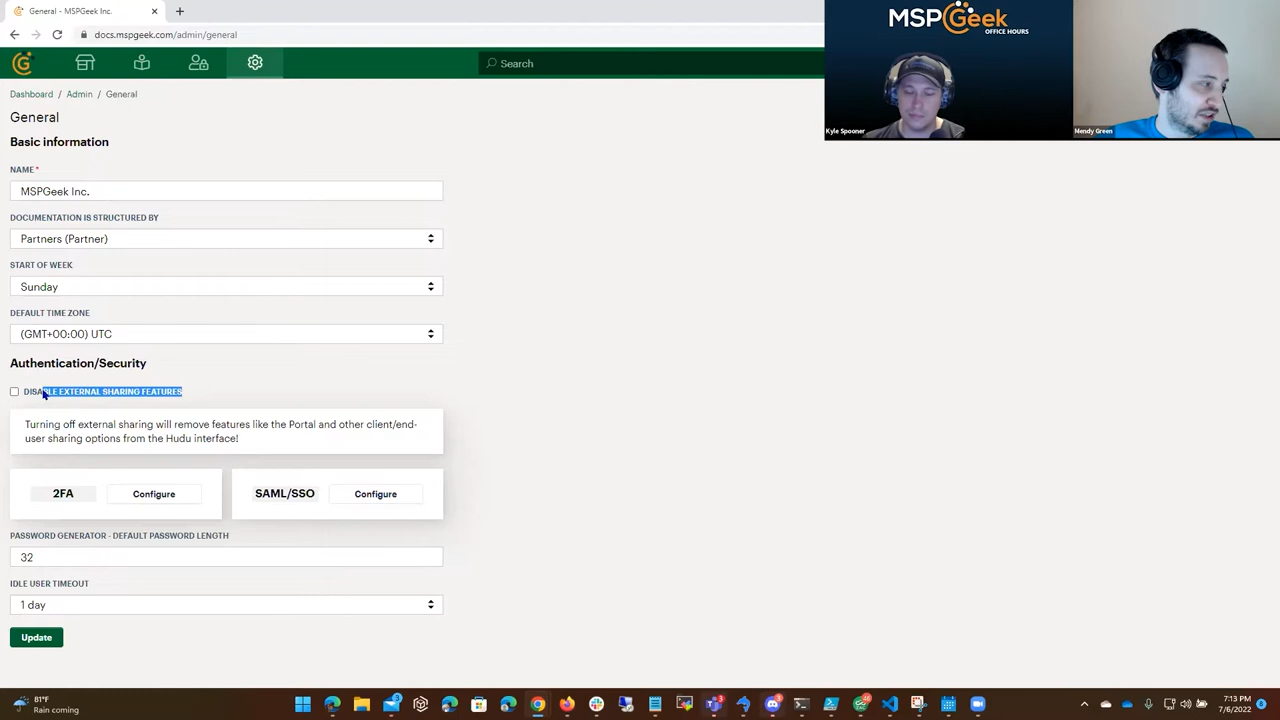 General - MSPGeek Inc.
docs.mspgeek.com/admin/general
MSPGeek
OFFICE HOURS
Search
Kyle Spooner
Mendy Green
Dashboard / Admin / General
General
Basic information
NAME *
MSPGeek Inc.
DOCUMENTATION IS STRUCTURED BY
Partners (Partner)
START OF WEEK
Sunday
DEFAULT TIME ZONE
(GMT+00:00) UTC
Authentication/Security
DISABLE EXTERNAL SHARING FEATURES
Turning off external sharing will remove features like the Portal and other client/end-
user sharing options from the Hudu interface!
2FA Configure SAML/SSO Configure
PASSWORD GENERATOR - DEFAULT PASSWORD LENGTH
32
IDLE USER TIMEOUT
1 day
Update
81°F
Rain coming
7:13 PM
7/6/2022